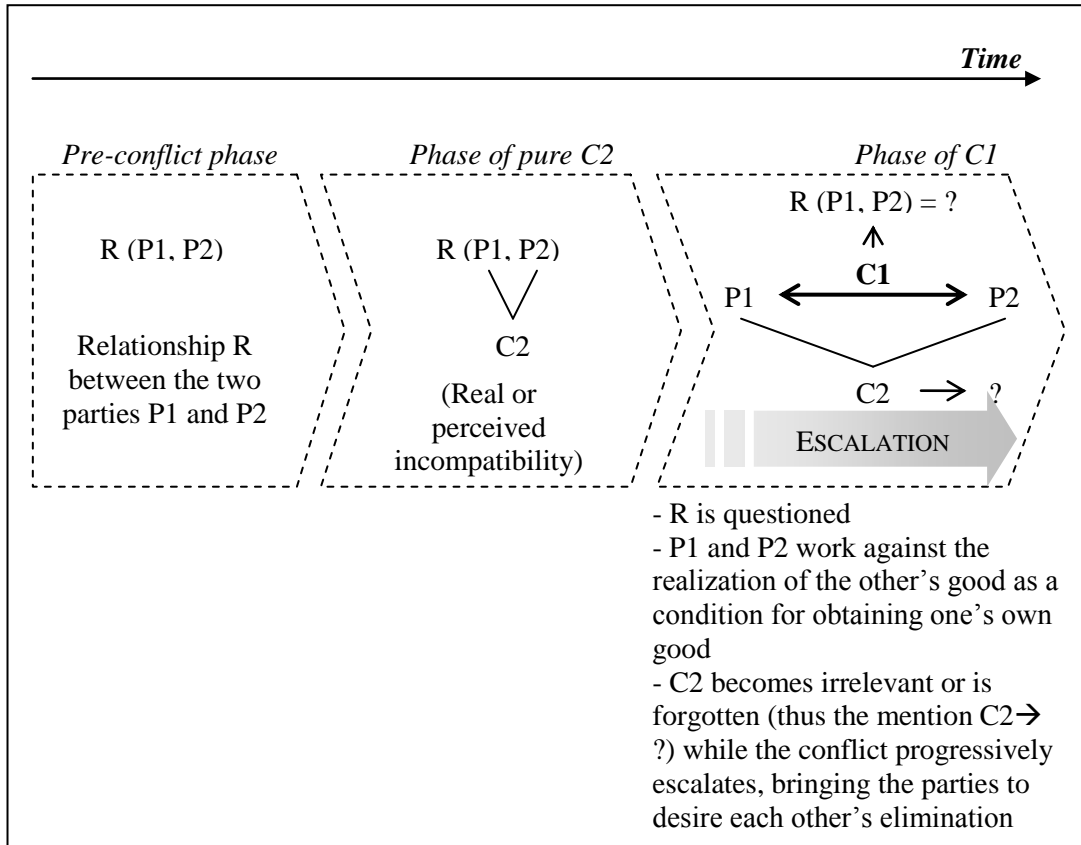 Time
Pre-conflict phase
R (P1, P2)
Relationship R
between the two
parties P1 and P2
Phase of pure C2
R (P1, P2)
C2
(Real or
perceived
incompatibility)
Phase of C1
R (P1, P2) = ?
C1
P1 P2
C2 → ?
ESCALATION
- R is questioned
- P1 and P2 work against the
realization of the other’s good as a
condition for obtaining one’s own
good
- C2 becomes irrelevant or is
forgotten (thus the mention C2→
?) while the conflict progressively
escalates, bringing the parties to
desire each other’s elimination